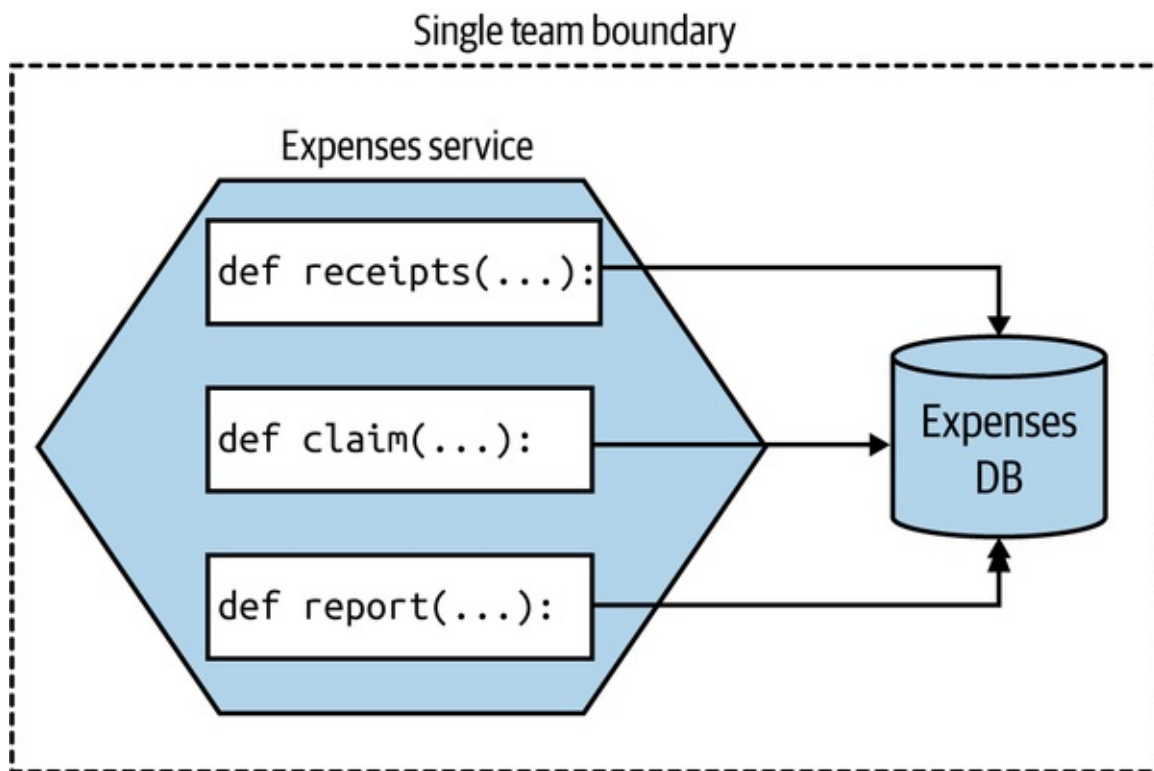 Single team boundary
Expenses service
def receipts(...):
def claim(...):
def report(...):
Expenses
DB